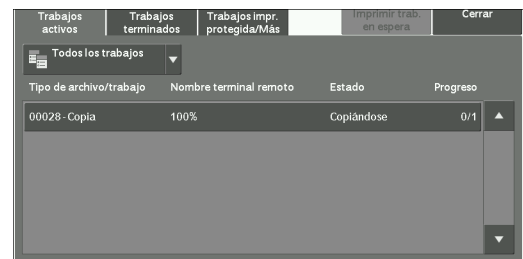 Trabajos activos
Trabajos terminados
Trabajos impr. protegida/Más
Imprimir trab. en espera
Cerrar
Todos los trabajos
Tipo de archivo/trabajo Nombre terminal remoto Estado Progreso
00028 - Copia 100% Copiándose 0/1